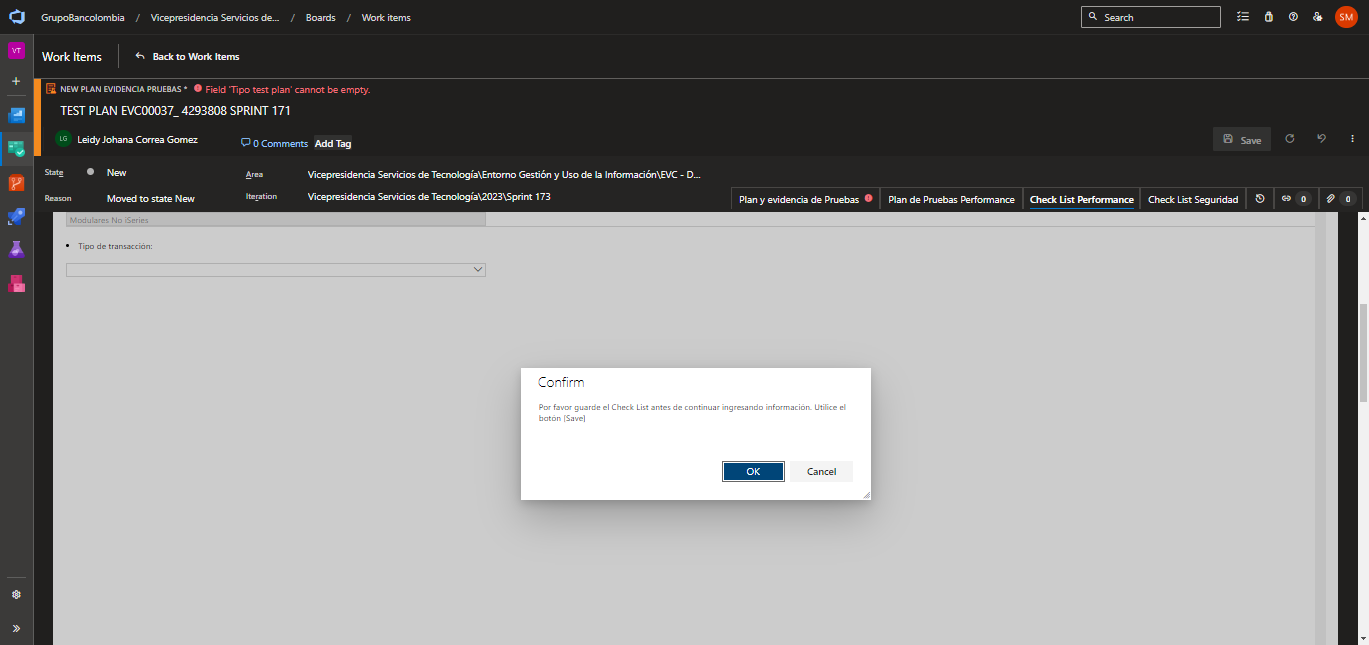 GrupoBancolombia / Vicepresidencia Servicios de... / Boards / Work items
Search
SM
VT
Work Items
Back to Work Items
NEW PLAN EVIDENCIA PRUEBAS * Field 'Tipo test plan' cannot be empty.
TEST PLAN EVC00037_ 4293808 SPRINT 171
LG Leidy Johana Correa Gomez
0 Comments
Add Tag
Save
State New
Area Vicepresidencia Servicios de Tecnología\Entorno Gestión y Uso de la Información\EVC - D...
Reason Moved to state New
Iteration Vicepresidencia Servicios de Tecnología\2023\Sprint 173
Plan y evidencia de Pruebas
Plan de Pruebas Performance
Check List Performance
Check List Seguridad
0
0
Modulares No iSeries
• Tipo de transacción:
Confirm
Por favor guarde el Check List antes de continuar ingresando información. Utilice el
botón [Save]
OK
Cancel